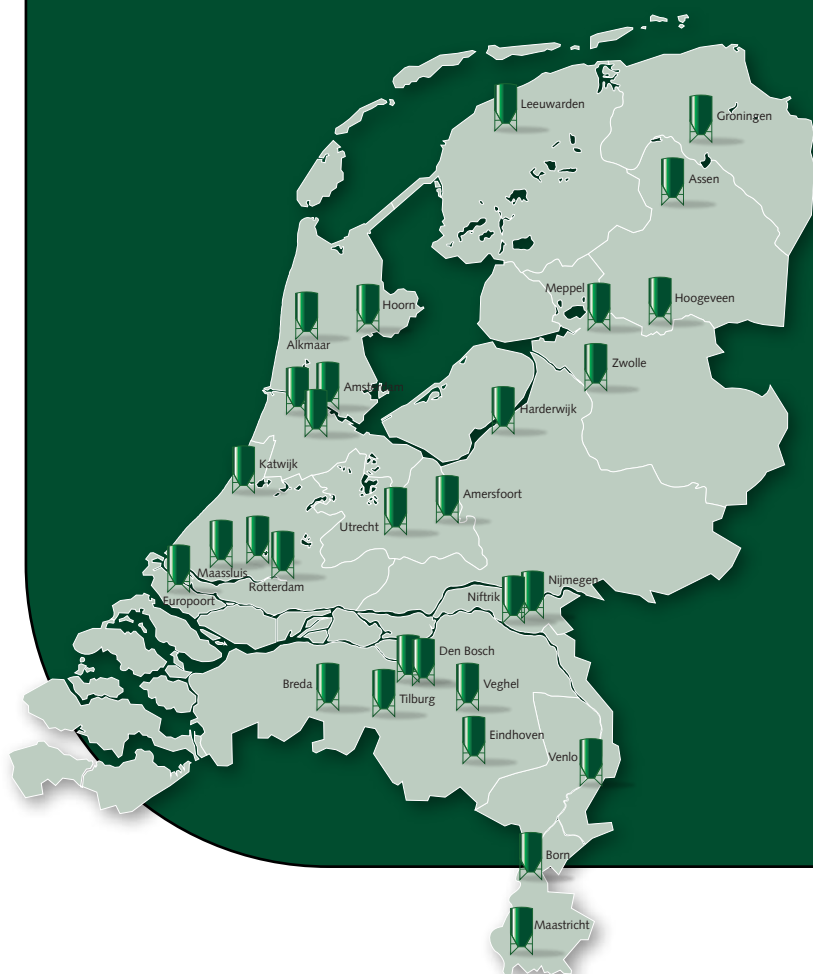 Leeuwarden
Groningen
Assen
Meppel
Hoogeveen
Hoorn
Alkmaar
Zwolle
Amsterdam
Harderwijk
Katwijk
Amersfoort
Utrecht
Maassluis
Rotterdam
Europoort
Nijmegen
Niftrik
Den Bosch
Breda
Veghel
Tilburg
Eindhoven
Venlo
Born
Maastricht